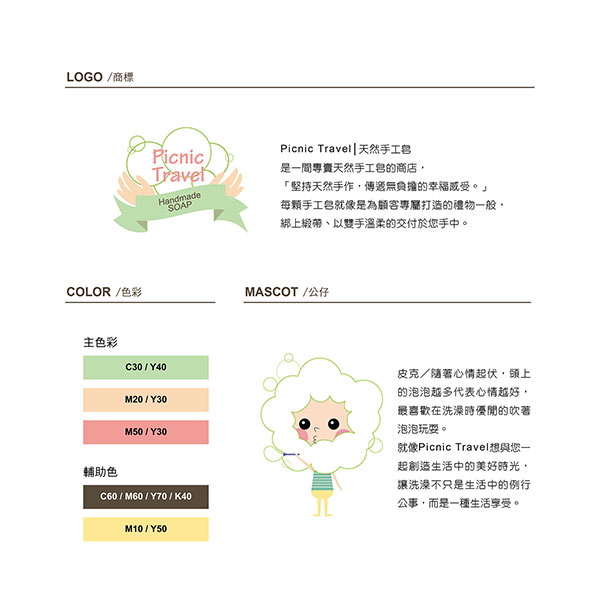 LOGO /商標
Picnic
Travel
Handmade
SOAP
Picnic Travel|天然手工皂
是一間專賣天然手工皂的商店，
「堅持天然手作，傳遞無負擔的幸福感受。」
每顆手工皂就像是為顧客專屬打造的禮物一般，
綁上緞帶、以雙手溫柔的交付於您手中。
COLOR /色彩
主色彩
C30 / Y40
M20 / Y30
M50 / Y30
輔助色
C60 / M60 / Y70 / K40
M10 / Y50
MASCOT /公仔
皮克／隨著心情起伏，頭上
的泡泡越多代表心情越好，
最喜歡在洗澡時優閒的吹著
泡泡玩耍。
就像Picnic Travel想與您一
起創造生活中的美好時光，
讓洗澡不只是生活中的例行
公事，而是一種生活享受。